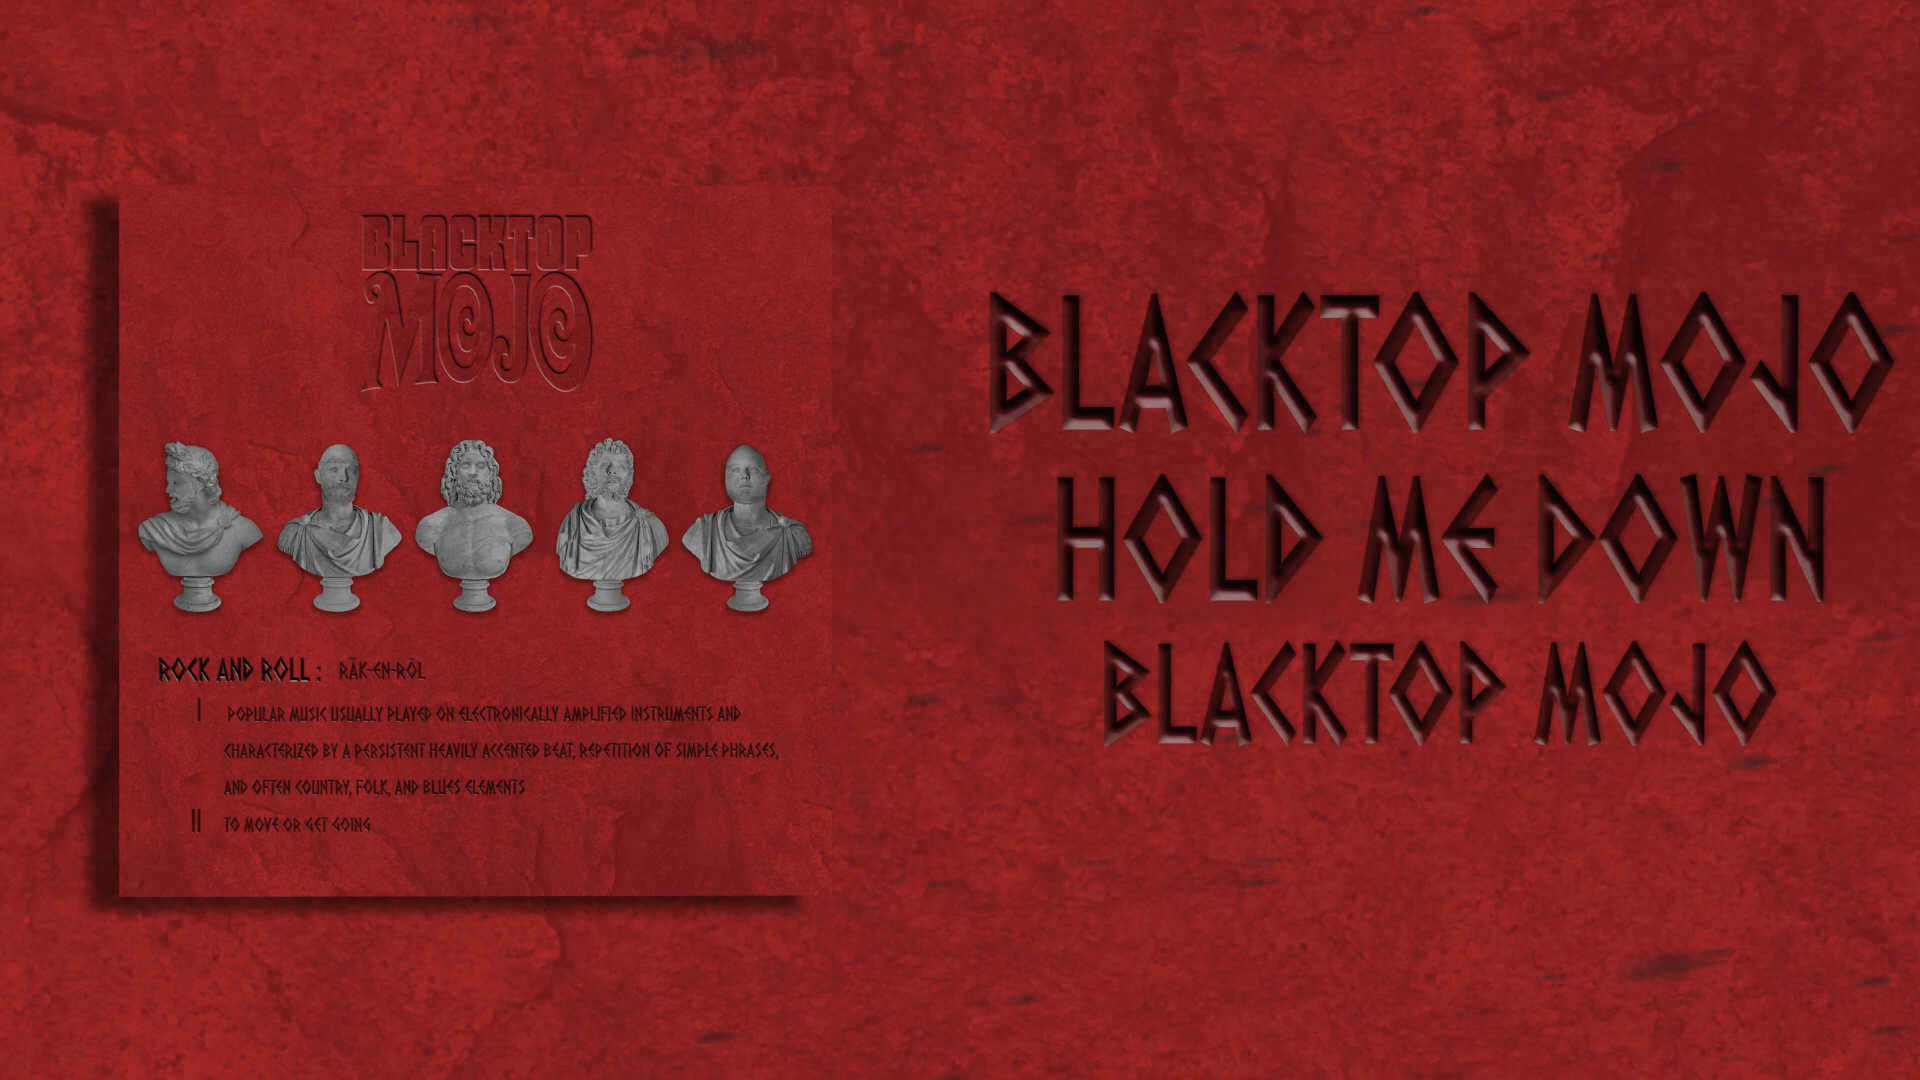 BLACKTOP
MOJO
ROCK AND ROLL : RÄK-EN-RŌL
I POPULAR MUSIC USUALLY PLAYED ON ELECTRONICALLY AMPLIFIED INSTRUMENTS AND
CHARACTERIZED BY A PERSISTENT HEAVILY ACCENTED BEAT, REPETITION OF SIMPLE PHRASES,
AND OFTEN COUNTRY, FOLK, AND BLUES ELEMENTS
II TO MOVE OR GET GOING
BLACKTOP MOJO
HOLD ME DOWN
BLACKTOP MOJO